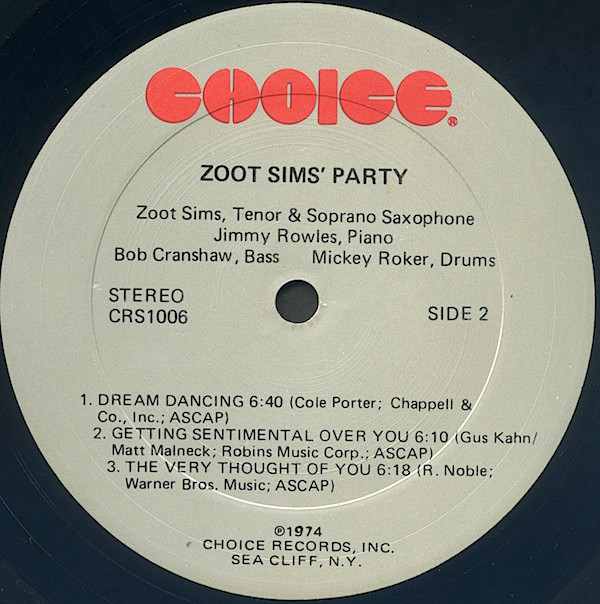 CHOICE®
ZOOT SIMS' PARTY
Zoot Sims, Tenor & Soprano Saxophone
Jimmy Rowles, Piano
Bob Cranshaw, Bass Mickey Roker, Drums
STEREO
CRS1006
SIDE 2
1. DREAM DANCING 6:40 (Cole Porter; Chappell &
Co., Inc.; ASCAP)
2. GETTING SENTIMENTAL OVER YOU 6:10 (Gus Kahn/
Matt Malneck; Robins Music Corp.; ASCAP)
3. THE VERY THOUGHT OF YOU 6:18 (R. Noble;
Warner Bros. Music; ASCAP)
℗1974
CHOICE RECORDS, INC.
SEA CLIFF, N.Y.